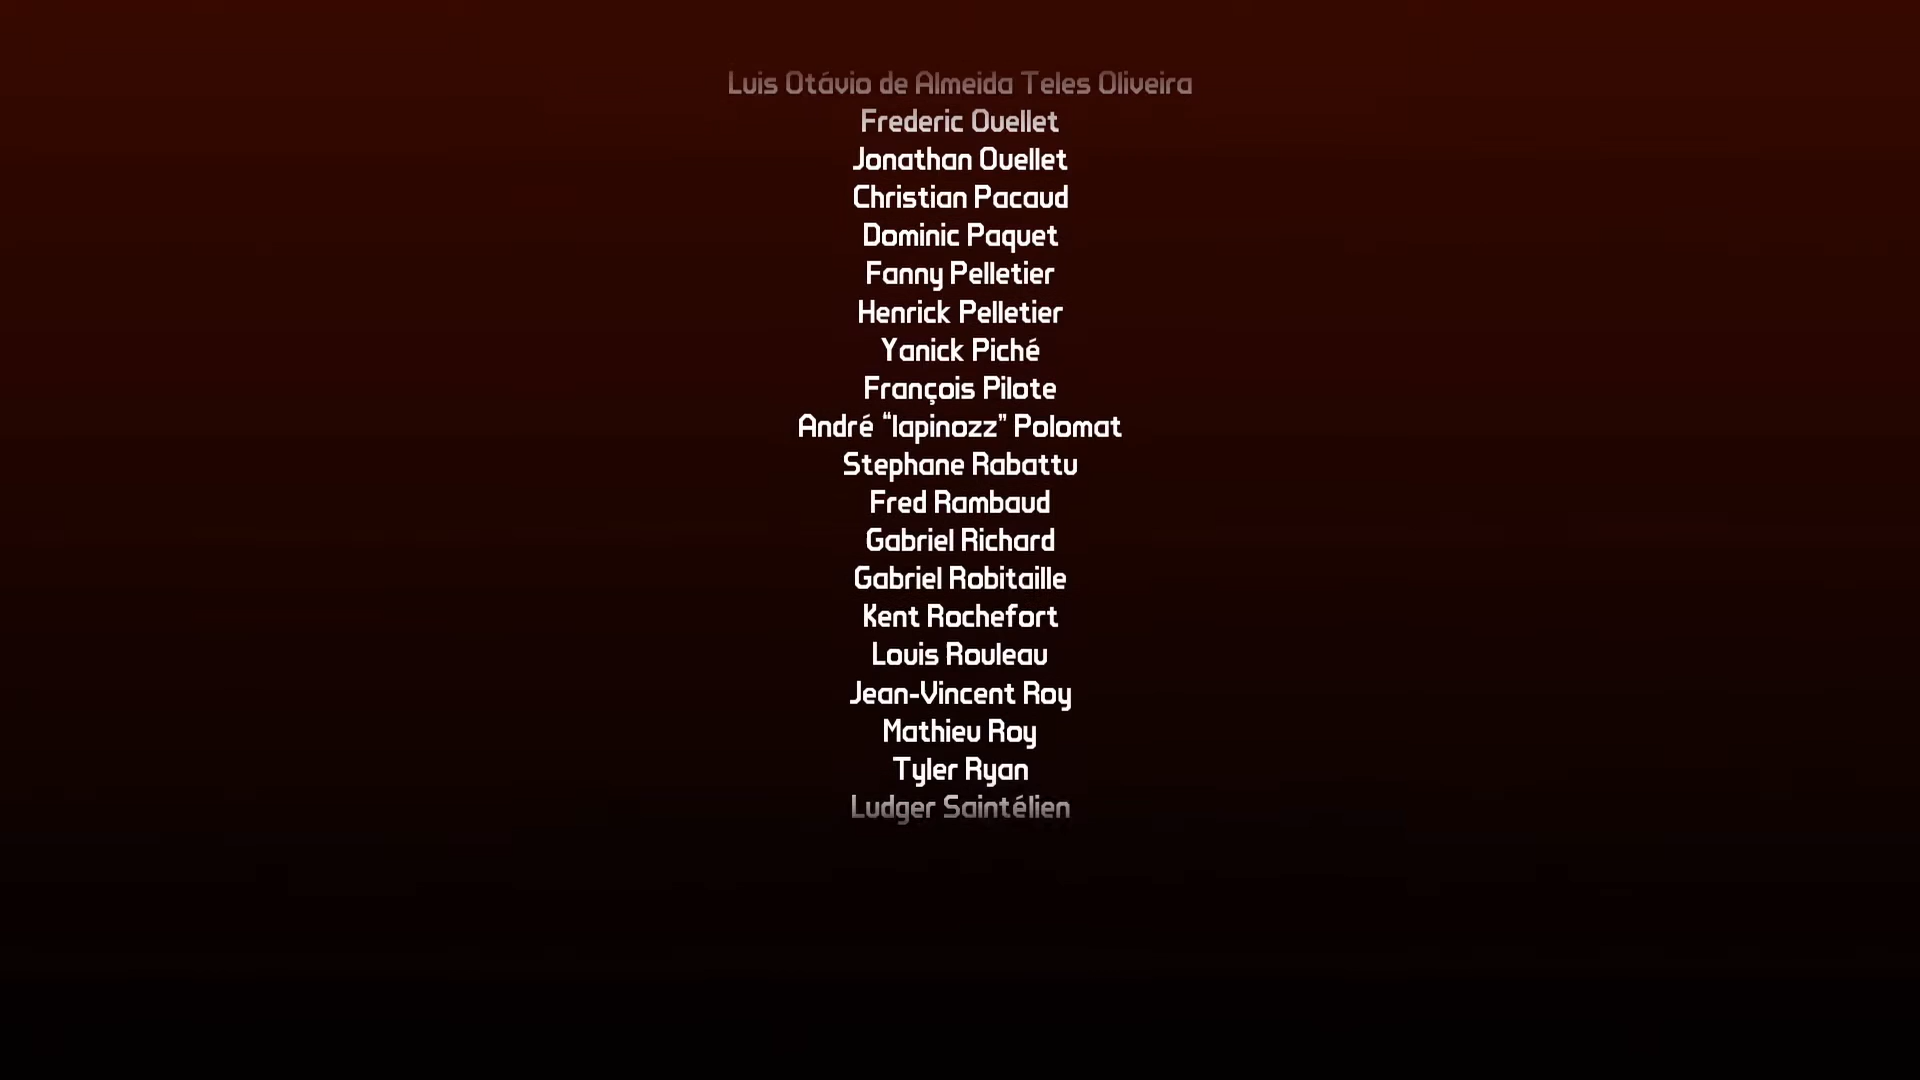 Luis Otávio de Almeida Teles Oliveira
Frederic Ouellet
Jonathan Ouellet
Christian Pacaud
Dominic Paquet
Fanny Pelletier
Henrick Pelletier
Yanick Piché
François Pilote
André “lapinozz” Polomat
Stephane Rabattu
Fred Rambaud
Gabriel Richard
Gabriel Robitaille
Kent Rochefort
Louis Rouleau
Jean-Vincent Roy
Mathieu Roy
Tyler Ryan
Ludger Saintélien